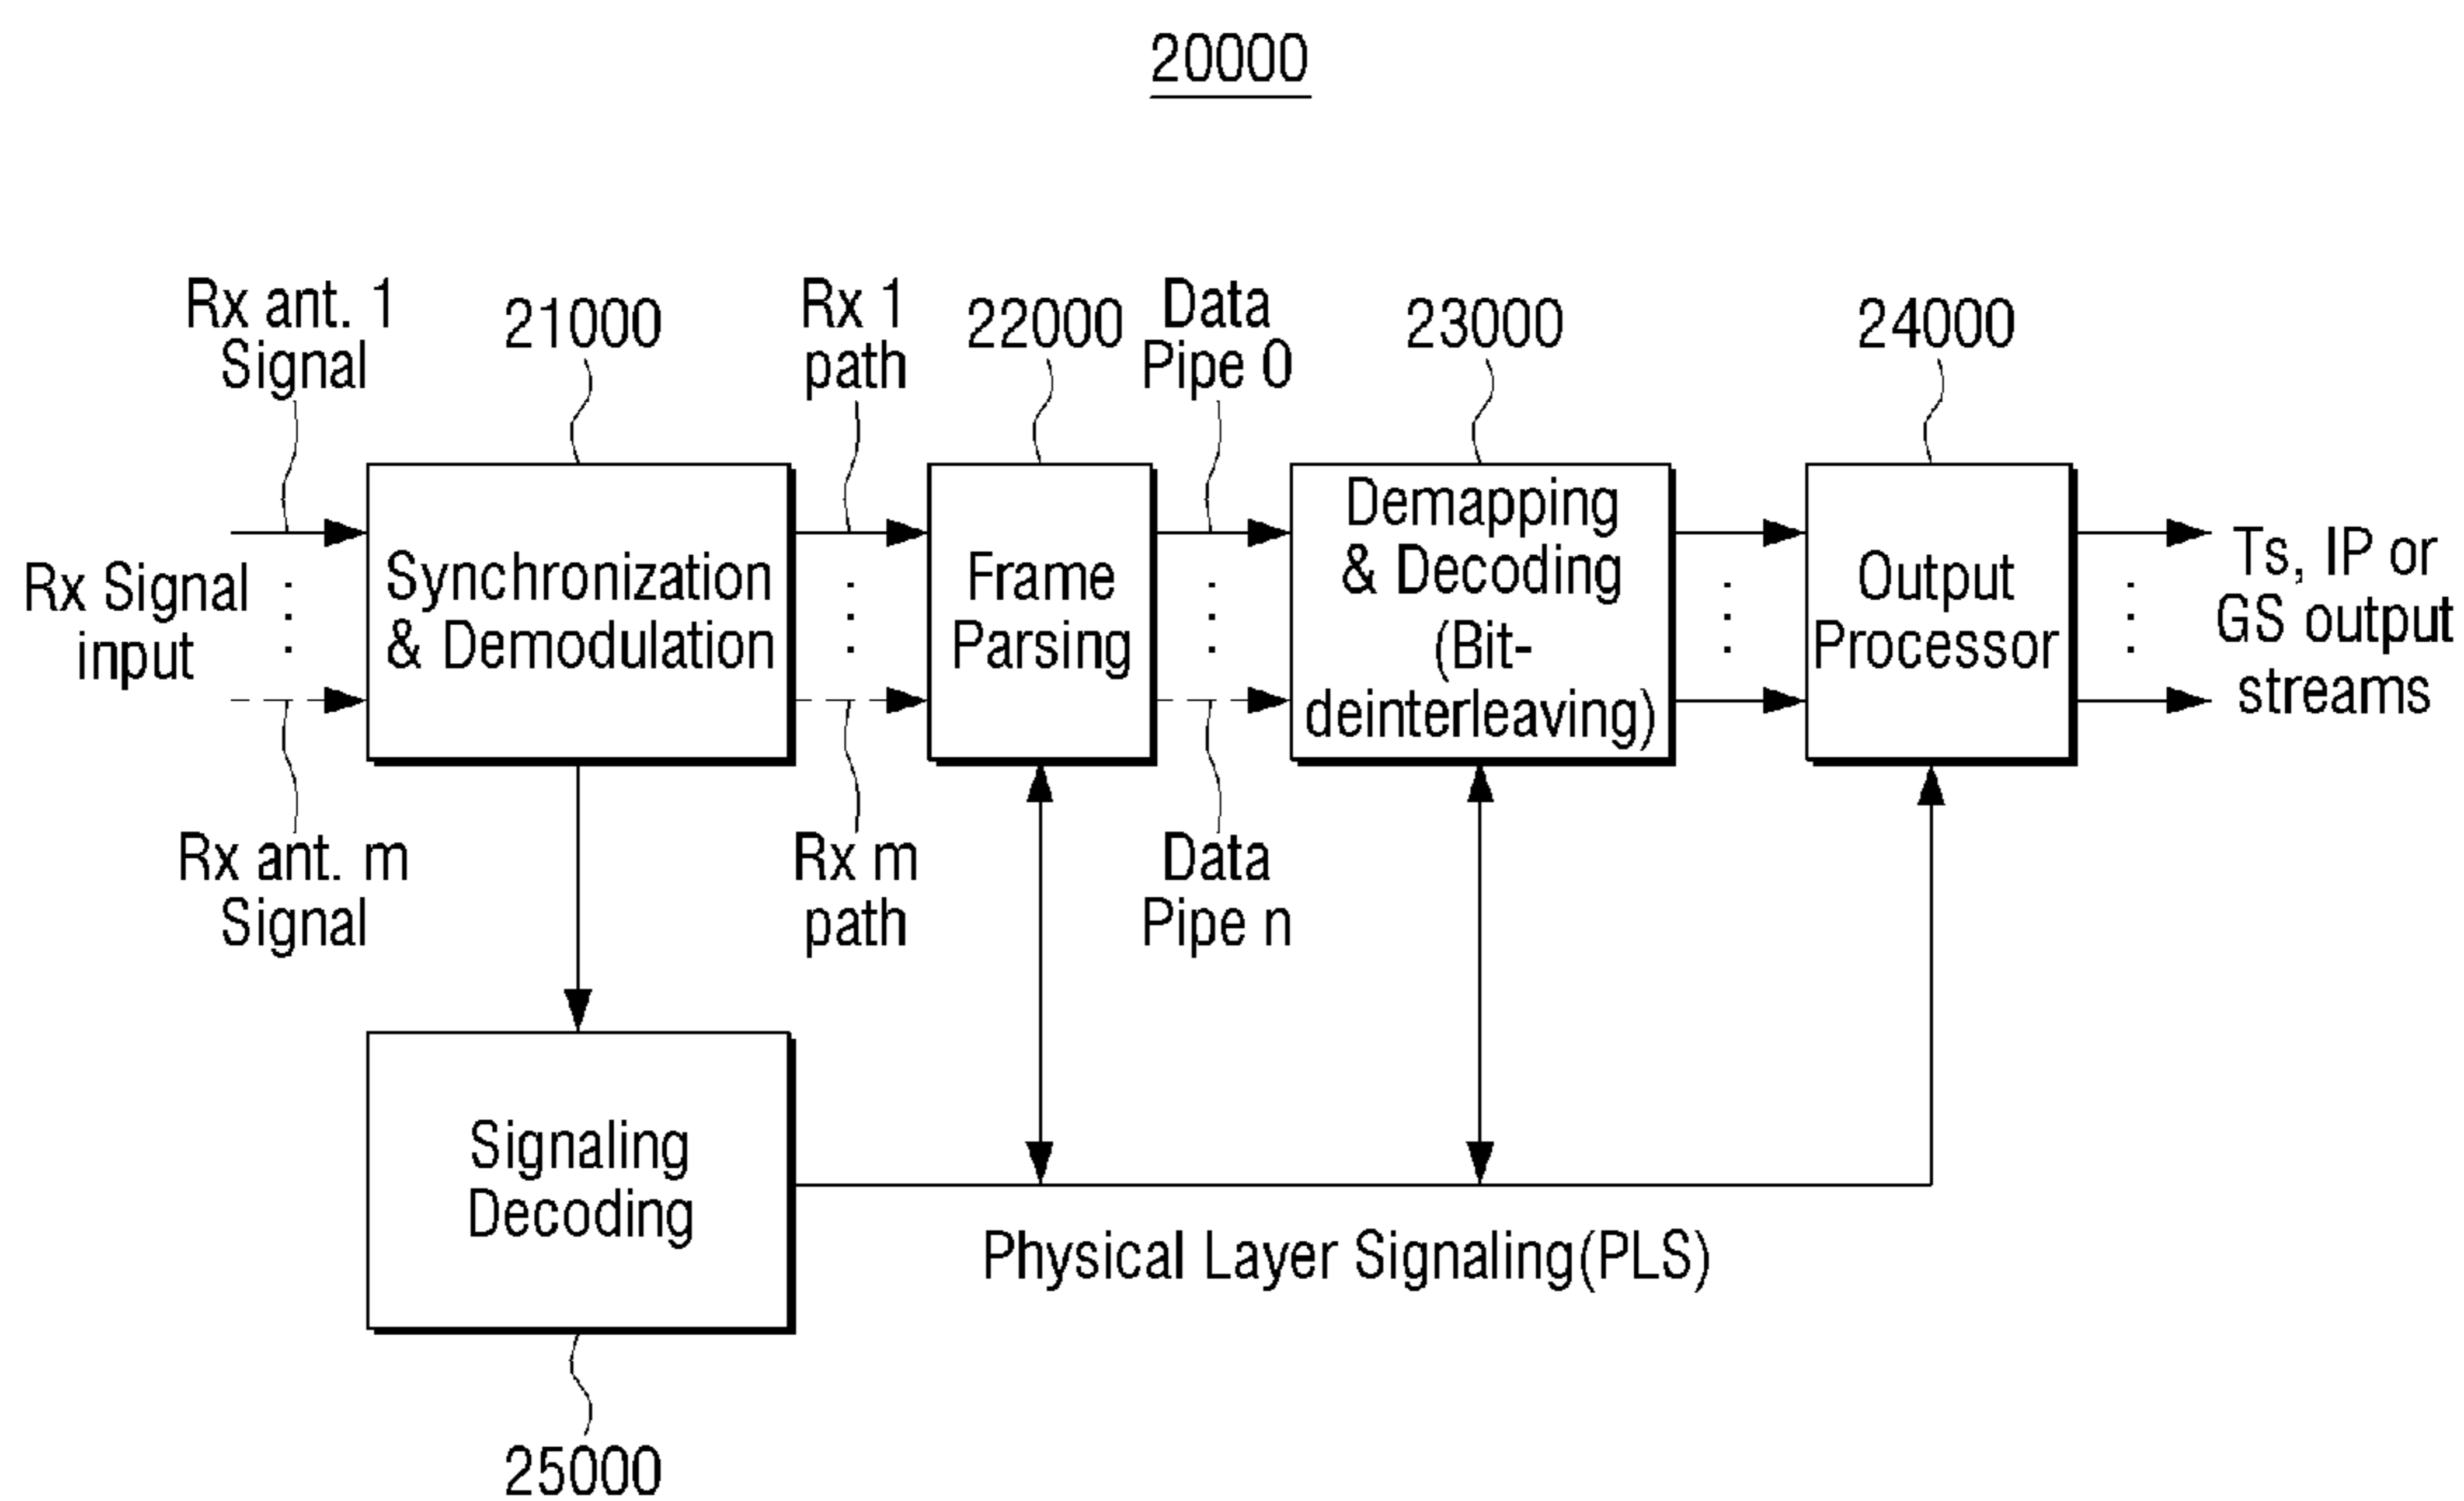 20000
Rx ant. 1
Signal
21000
Rx 1
path
22000
Data
Pipe 0
23000
24000
Rx Signal
input
Synchronization
& Demodulation
Frame
Parsing
Demapping
& Decoding
(Bit-
deinterleaving)
Output
Processor
Ts, IP or
GS output
streams
Rx ant. m
Signal
Rx m
path
Data
Pipe n
Signaling
Decoding
Physical Layer Signaling(PLS)
25000